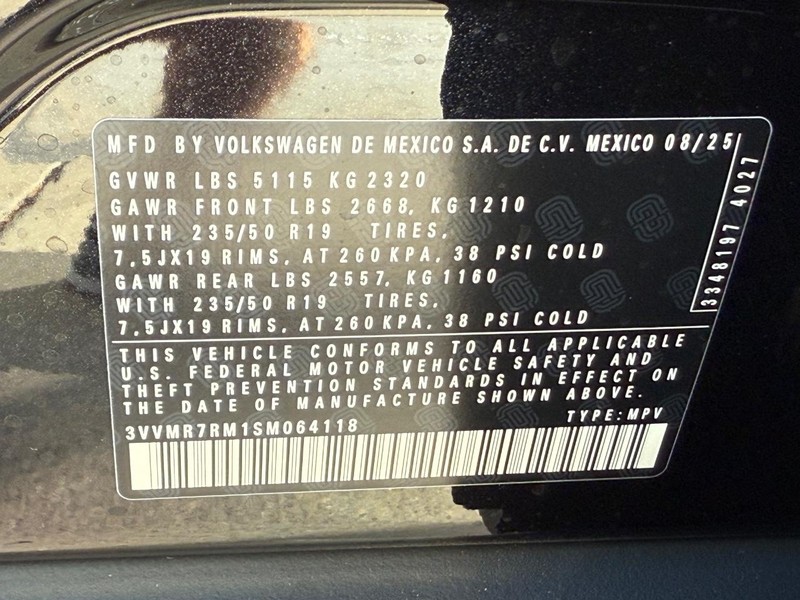 MFD BY VOLKSWAGEN DE MEXICO S.A. DE C.V. MEXICO 08/25
GVWR LBS 5115 KG 2320
GAWR FRONT LBS 2668, KG 1210
WITH 235/50 R19 TIRES,
7,5JX19 RIMS, AT 260 KPA, 38 PSI COLD
GAWR REAR LBS 2557, KG 1160
WITH 235/50 R19 TIRES,
7,5JX19 RIMS, AT 260 KPA, 38 PSI COLD
3348197 4027
THIS VEHICLE CONFORMS TO ALL APPLICABLE
U.S. FEDERAL MOTOR VEHICLE SAFETY AND
THEFT PREVENTION STANDARDS IN EFFECT ON
THE DATE OF MANUFACTURE SHOWN ABOVE.
TYPE: MPV
3VVMR7RM1SM064118